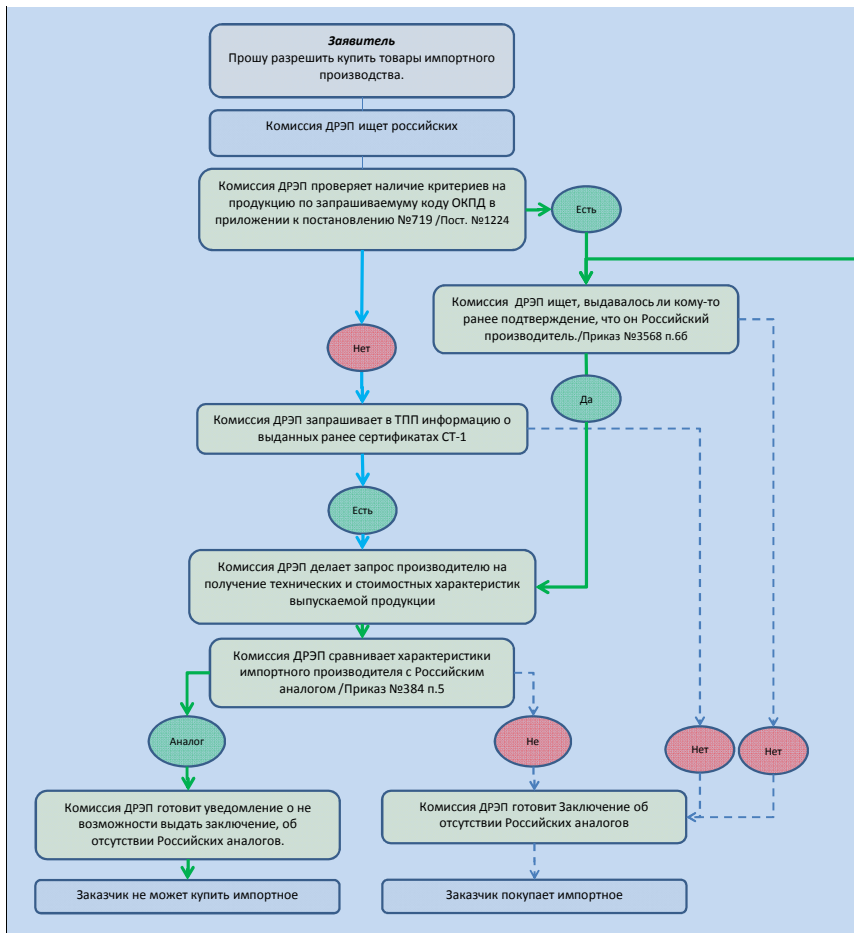 Заявитель
Прошу разрешить купить товары импортного
производства.
Комиссия ДРЭП ищет российских
Комиссия ДРЭП проверяет наличие критериев на
продукцию по запрашиваемому коду ОКПД в
приложении к постановлению №719 /Пост. №1224
Есть
Комиссия ДРЭП ищет, выдавалось ли кому-то
ранее подтверждение, что он Российский
производитель./Приказ №3568 п.6б
Нет
Да
Комиссия ДРЭП запрашивает в ТПП информацию о
выданных ранее сертификатах СТ-1
Есть
Комиссия ДРЭП делает запрос производителю на
получение технических и стоимостных характеристик
выпускаемой продукции
Комиссия ДРЭП сравнивает характеристики
импортного производителя с Российским
аналогом /Приказ №384 п.5
Аналог
Не
Нет
Нет
Комиссия ДРЭП готовит уведомление о не
возможности выдать заключение, об
отсутствии Российских аналогов.
Комиссия ДРЭП готовит Заключение об
отсутствии Российских аналогов
Заказчик не может купить импортное
Заказчик покупает импортное